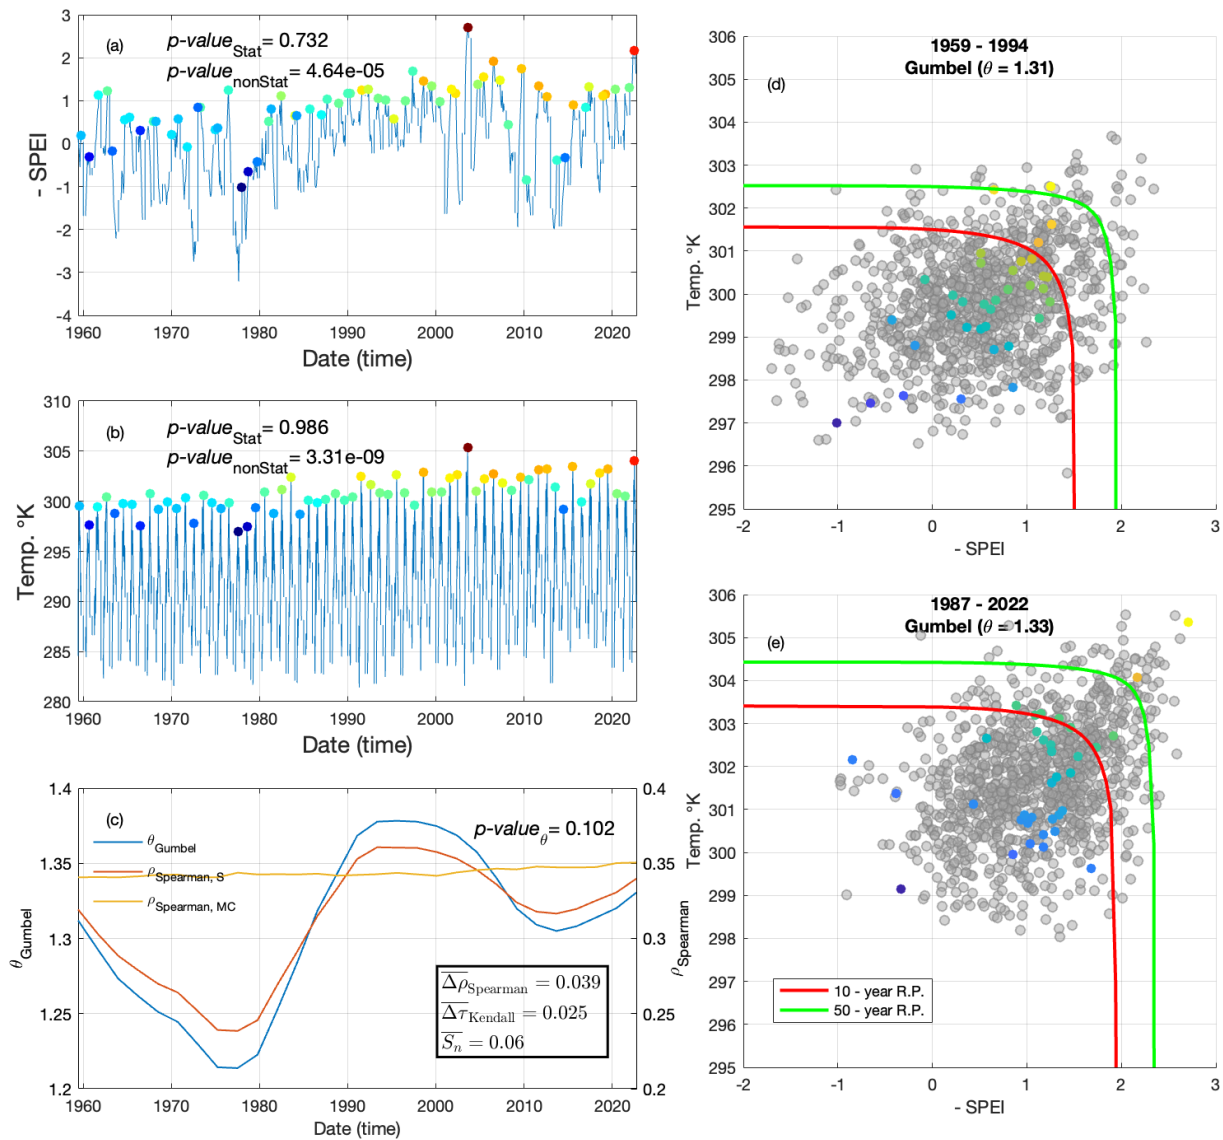 (a)
p-valueStat= 0.732
p-valuenonStat= 4.64e-05
3
2
1
0
-1
-2
-3
-4
- SPEI
1960 1970 1980 1990 2000 2010 2020
Date (time)
(b)
p-valueStat= 0.986
p-valuenonStat= 3.31e-09
310
305
300
295
290
285
280
Temp. °K
1960 1970 1980 1990 2000 2010 2020
Date (time)
(c)
p-valueθ= 0.102
θGumbel
ρSpearman, S
ρSpearman, MC
Δρ̅Spearman = 0.039
Δτ̅Kendall = 0.025
S̅n = 0.06
1.4
1.35
1.3
1.25
1.2
θGumbel
0.4
0.35
0.3
0.25
0.2
ρSpearman
1960 1970 1980 1990 2000 2010 2020
Date (time)
(d)
1959 - 1994
Gumbel (θ = 1.31)
306
305
304
303
302
301
300
299
298
297
296
295
Temp. °K
-2 -1 0 1 2 3
- SPEI
(e)
1987 - 2022
Gumbel (θ = 1.33)
306
305
304
303
302
301
300
299
298
297
296
295
Temp. °K
10 - year R.P.
50 - year R.P.
-2 -1 0 1 2 3
- SPEI